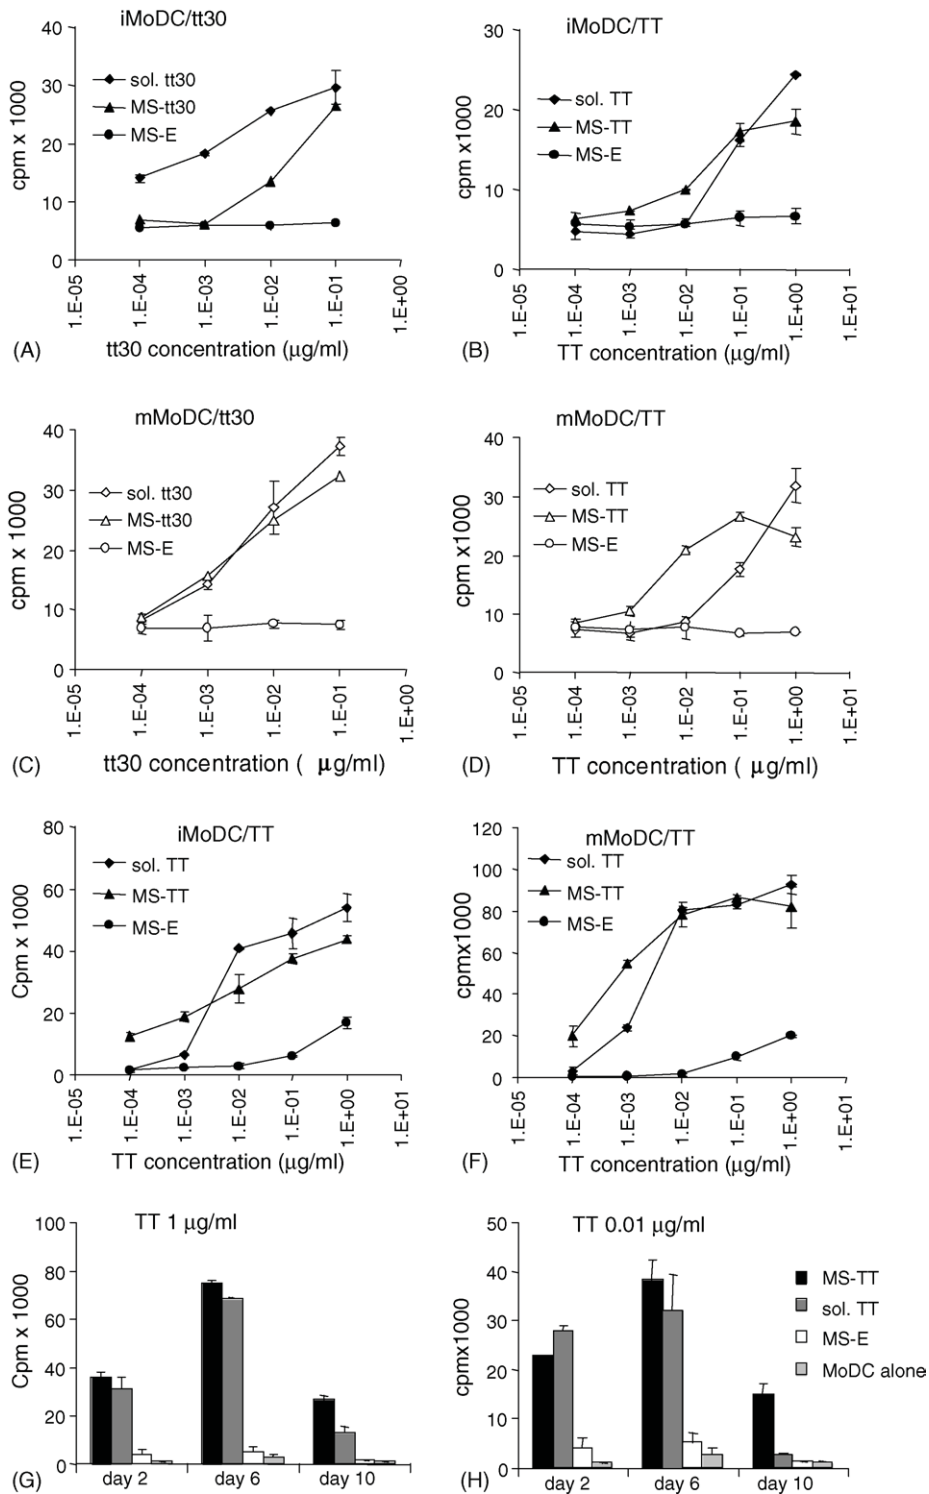 iMoDC/tt30
40
30
20
10
0
cpm x 1000
sol. tt30
MS-tt30
MS-E
1.E-05
1.E-04
1.E-03
1.E-02
1.E-01
1.E+00
(A)
tt30 concentration (μg/ml)
iMoDC/TT
30
20
10
0
cpm x1000
sol. TT
MS-TT
MS-E
1.E-05
1.E-04
1.E-03
1.E-02
1.E-01
1.E+00
1.E+01
(B)
TT concentration (μg/ml)
mMoDC/tt30
40
30
20
10
0
cpm x 1000
sol. tt30
MS-tt30
MS-E
1.E-05
1.E-04
1.E-03
1.E-02
1.E-01
1.E+00
(C)
tt30 concentration ( μg/ml)
mMoDC/TT
40
30
20
10
0
cpm x1000
sol. TT
MS-TT
MS-E
1.E-05
1.E-04
1.E-03
1.E-02
1.E-01
1.E+00
1.E+01
(D)
TT concentration ( μg/ml)
iMoDC/TT
80
60
40
20
0
Cpm x 1000
sol. TT
MS-TT
MS-E
1.E-05
1.E-04
1.E-03
1.E-02
1.E-01
1.E+00
1.E+01
(E)
TT concentration (μg/ml)
mMoDC/TT
120
100
80
60
40
20
0
cpmx1000
sol. TT
MS-TT
MS-E
1.E-05
1.E-04
1.E-03
1.E-02
1.E-01
1.E+00
1.E+01
(F)
TT concentration (μg/ml)
TT 1 μg/ml
100
80
60
40
20
0
Cpm x 1000
day 2
day 6
day 10
(G)
TT 0.01 μg/ml
50
40
30
20
10
0
cpmx1000
MS-TT
sol. TT
MS-E
MoDC alone
day 2
day 6
day 10
(H)